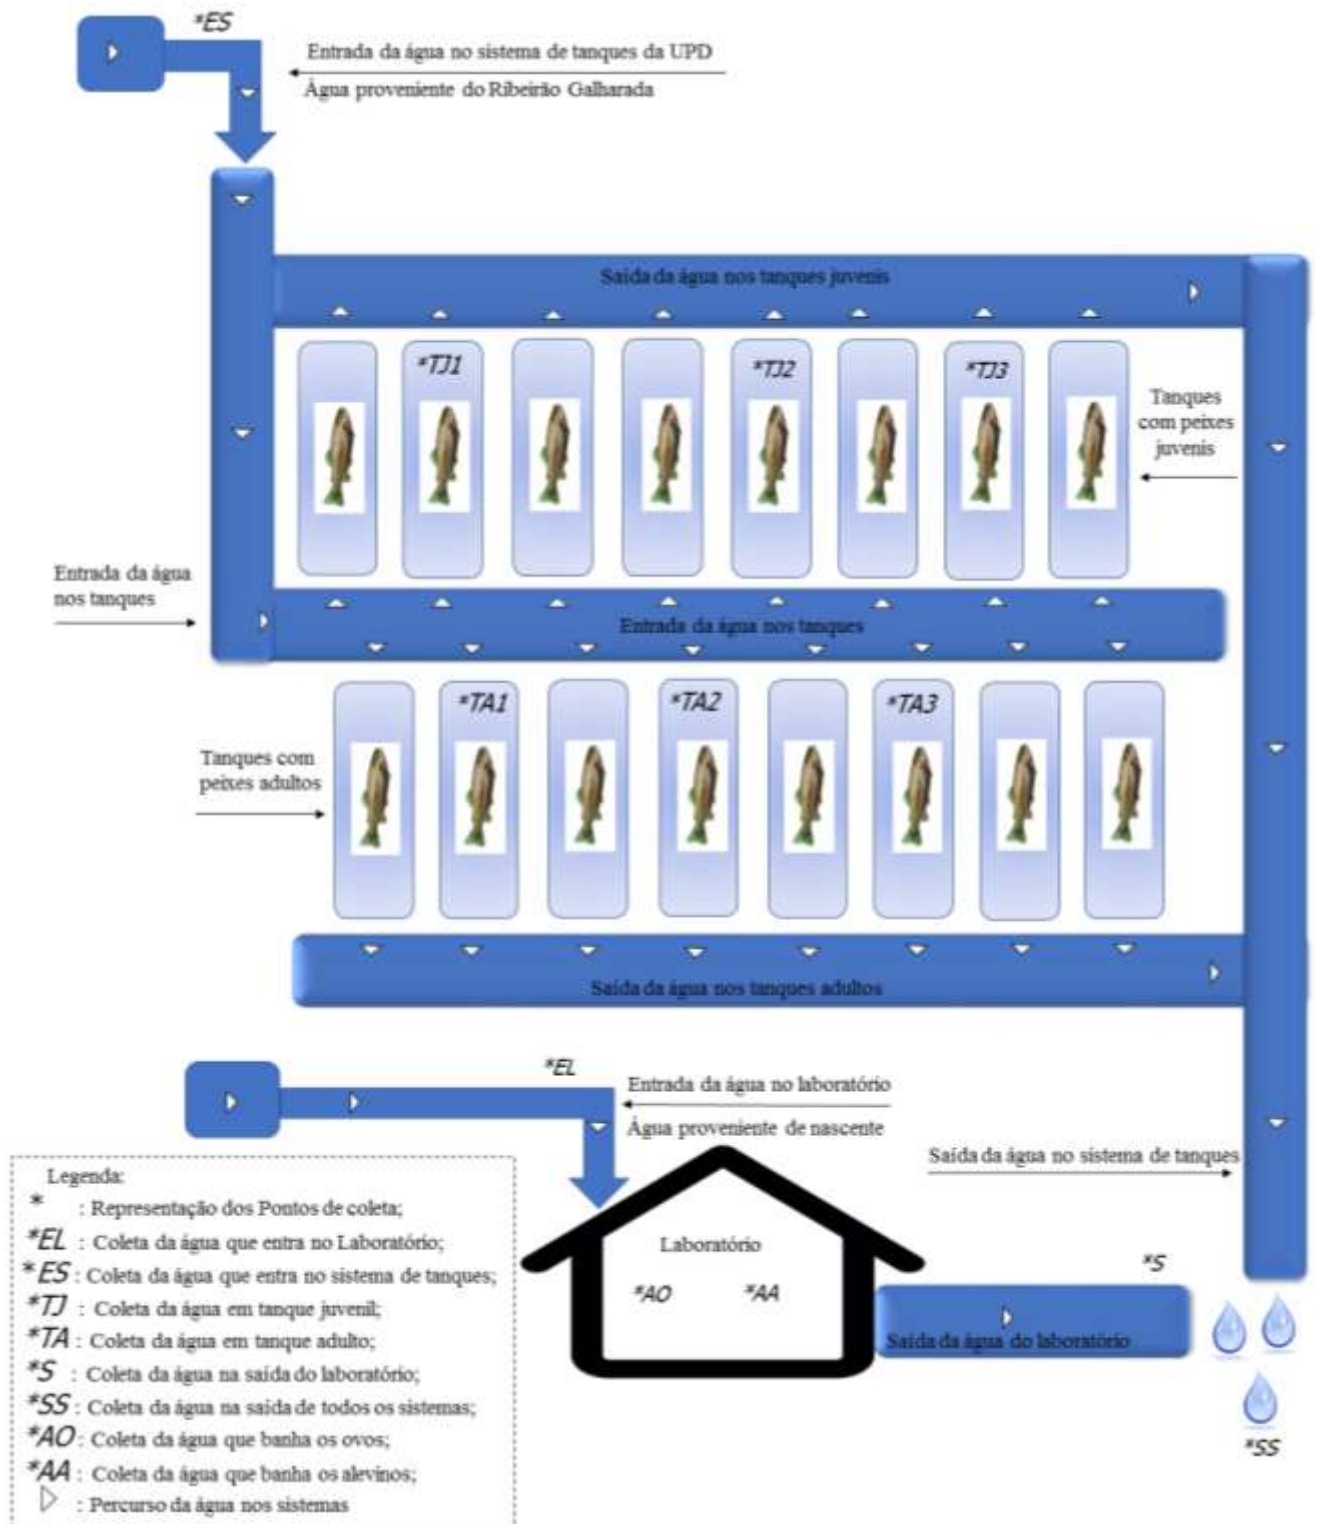 *ES
Entrada da água no sistema de tanques da UPD
Água proveniente do Ribeirão Galharada
Saída da água nos tanques juvenis
*TJ1
*TJ2
*TJ3
Tanques
com peixes
juvenis
Entrada da água
nos tanques
Entrada da água nos tanques
*TA1
*TA2
*TA3
Tanques com
peixes adultos
Saída da água nos tanques adultos
*EL
Entrada da água no laboratório
Água proveniente de nascente
Saída da água no sistema de tanques
Laboratório
*AO
*AA
*S
Saída da água do laboratório
*SS
Legenda:
* : Representação dos Pontos de coleta;
*EL : Coleta da água que entra no Laboratório;
*ES : Coleta da água que entra no sistema de tanques;
*TJ : Coleta da água em tanque juvenil;
*TA : Coleta da água em tanque adulto;
*S : Coleta da água na saída do laboratório;
*SS : Coleta da água na saída de todos os sistemas;
*AO : Coleta da água que banha os ovos;
*AA : Coleta da água que banha os alevinos;
: Percurso da água nos sistemas